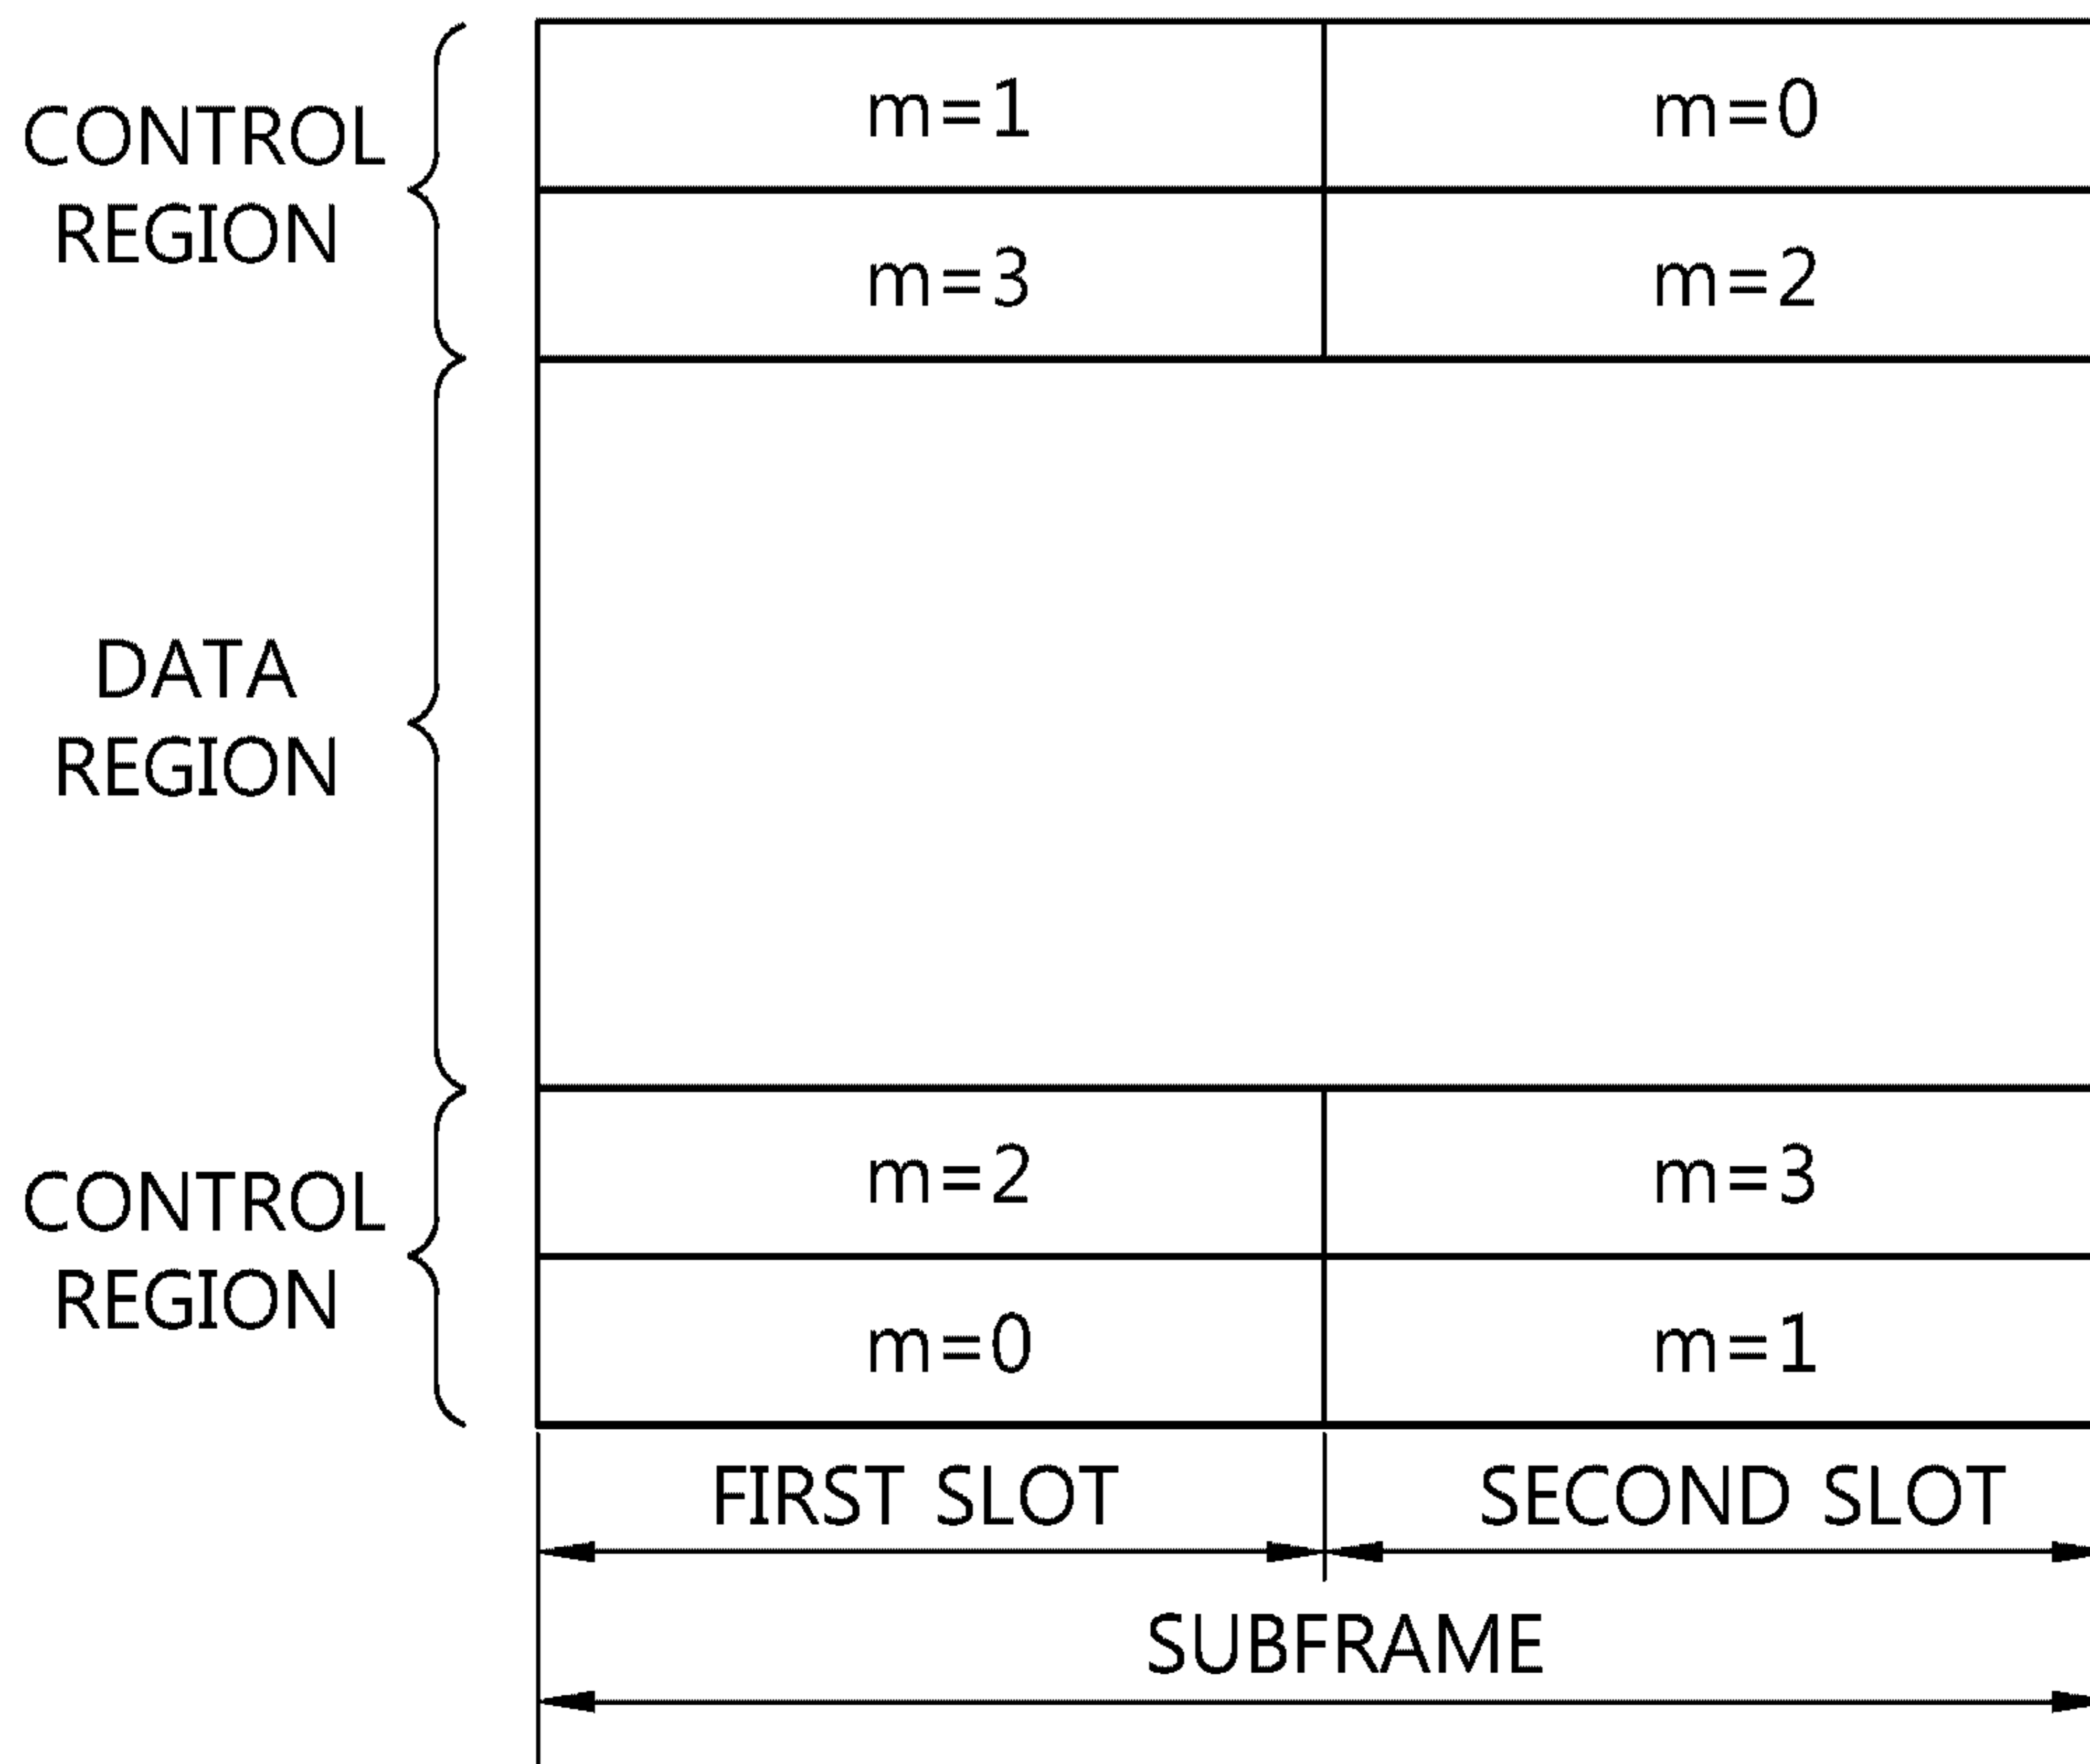 CONTROL
REGION
m=1 m=0
m=3 m=2
DATA
REGION
CONTROL
REGION
m=2 m=3
m=0 m=1
FIRST SLOT SECOND SLOT
SUBFRAME